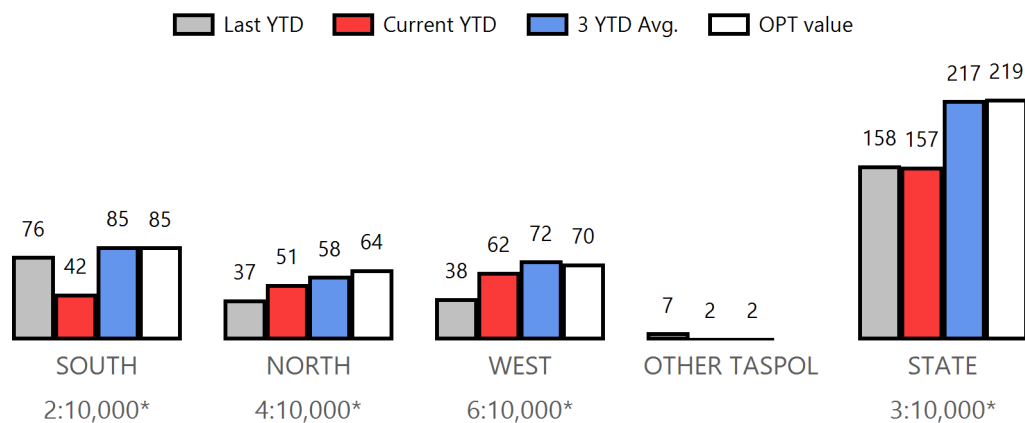 Last YTD Current YTD 3 YTD Avg. OPT value
217 219
158 157
76 42 85 85
37 51 58 64
38 62 72 70
7 2 2
SOUTH NORTH WEST OTHER TASPOL STATE
2:10,000* 4:10,000* 6:10,000* 3:10,000*